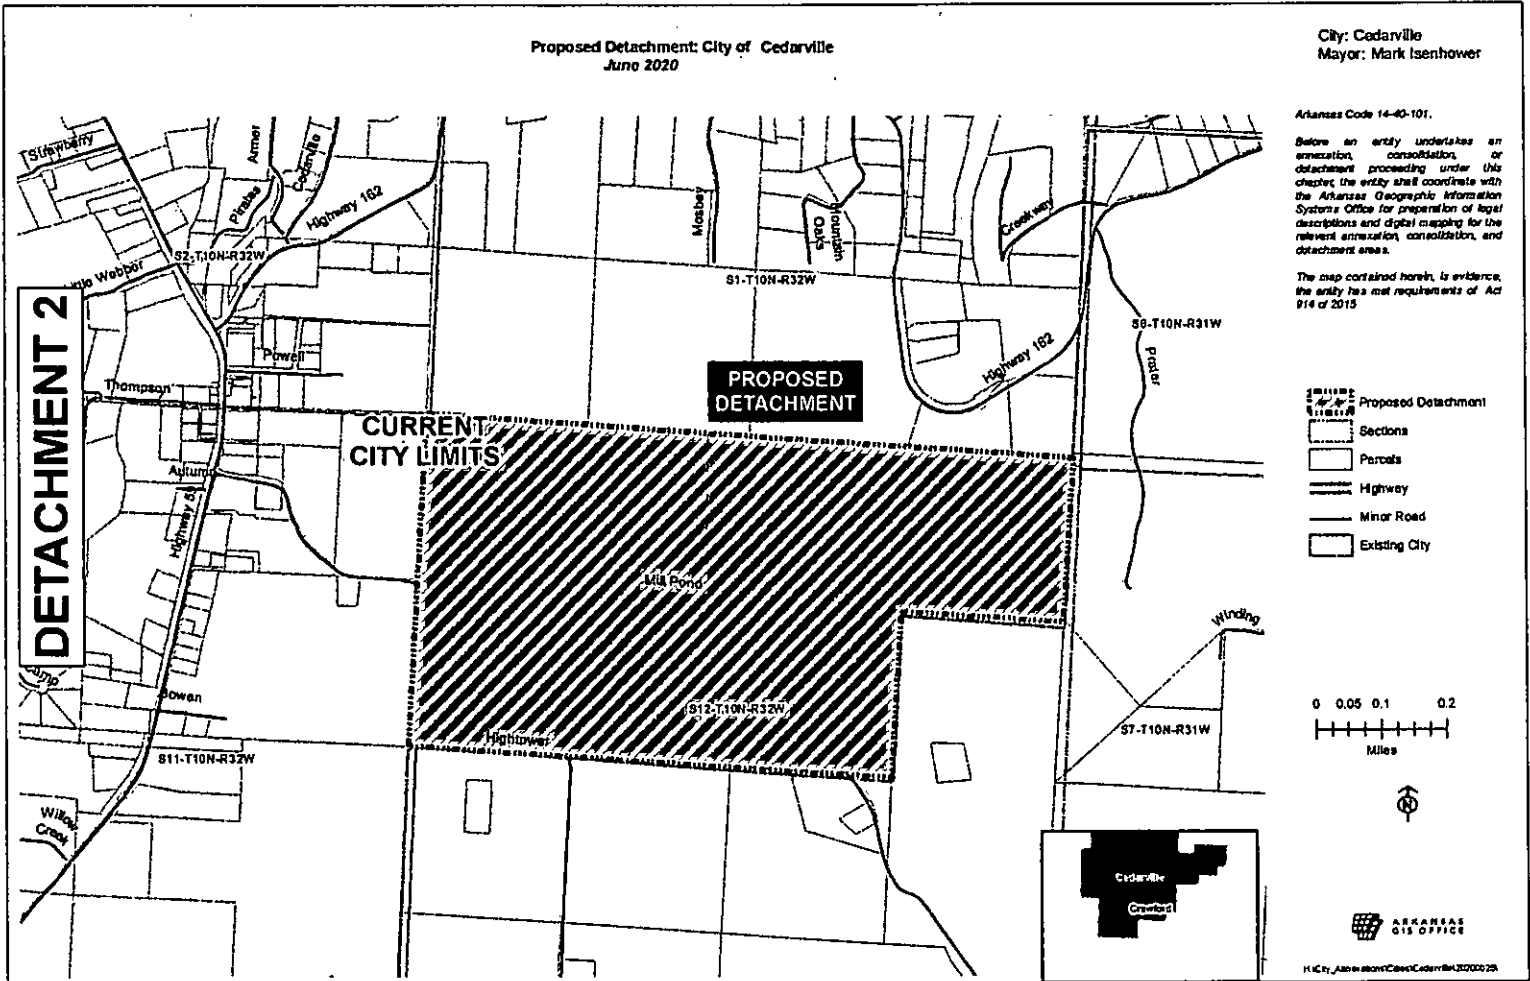 Proposed Detachment: City of Cedarville
June 2020
City: Cedarville
Mayor: Mark Isenhower
Arkansas Code 14-40-101.
Before an entity undertakes an
annexation, consolidation, or
detachment proceeding under this
chapter, the entity shall coordinate with
the Arkansas Geographic Information
Systems Office for preparation of legal
descriptions and digital mapping for the
relevant annexation, consolidation, and
detachment areas.
The map contained herein, is evidence,
the entity has met requirements of Act
914 of 2015
Strawberry
Armer
Cedarville
Pirates
Highway 162
S2-T10N-R32W
Little Webber
Mosbey
Mountain
Oaks
Creekway
S1-T10N-R32W
S6-T10N-R31W
Highway 162
Prater
DETACHMENT 2
Powell
Thompson
PROPOSED
DETACHMENT
CURRENT
CITY LIMITS
Autumn
Highway 59
Mill Pond
Winding
Camp
Bowen
S12-T10N-R32W
S7-T10N-R31W
Hightower
S11-T10N-R32W
Willow
Creek
Proposed Detachment
Sections
Parcels
Highway
Minor Road
Existing City
0 0.05 0.1 0.2
Miles
N
Cedarville
Crawford
ARKANSAS
GIS OFFICE